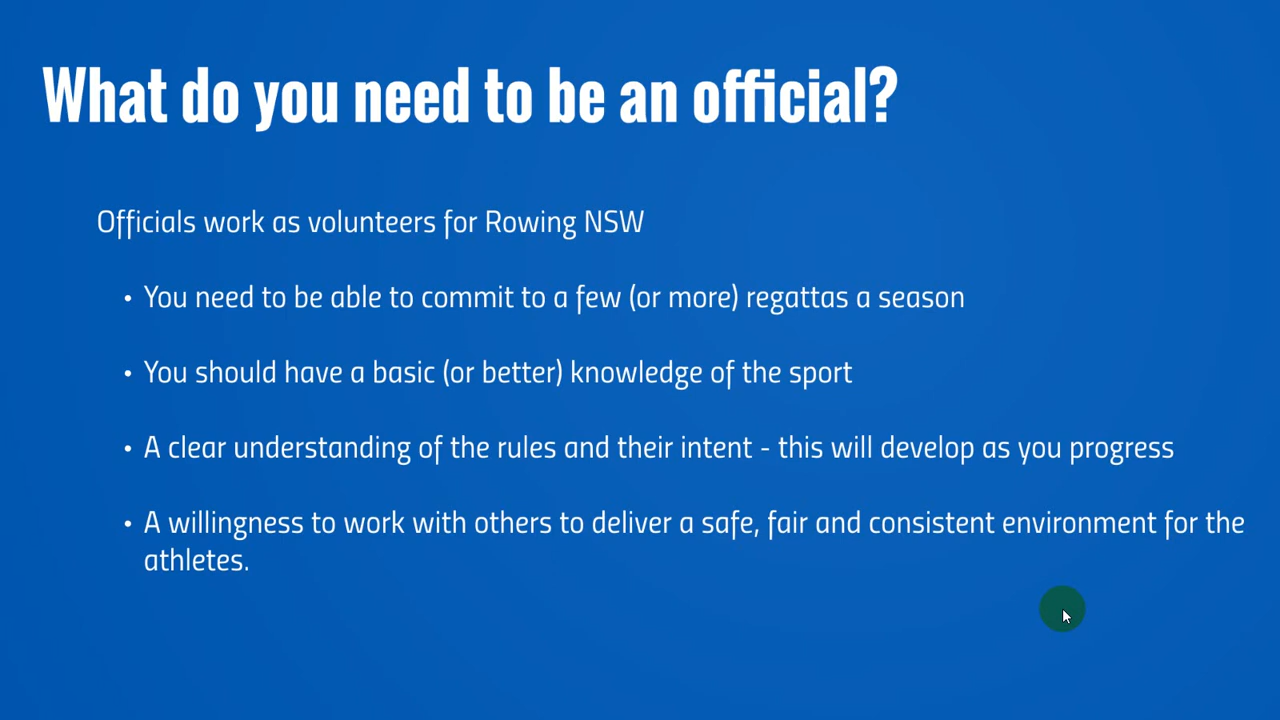 What do you need to be an official?
Officials work as volunteers for Rowing NSW
• You need to be able to commit to a few (or more) regattas a season
• You should have a basic (or better) knowledge of the sport
• A clear understanding of the rules and their intent - this will develop as you progress
• A willingness to work with others to deliver a safe, fair and consistent environment for the
athletes.